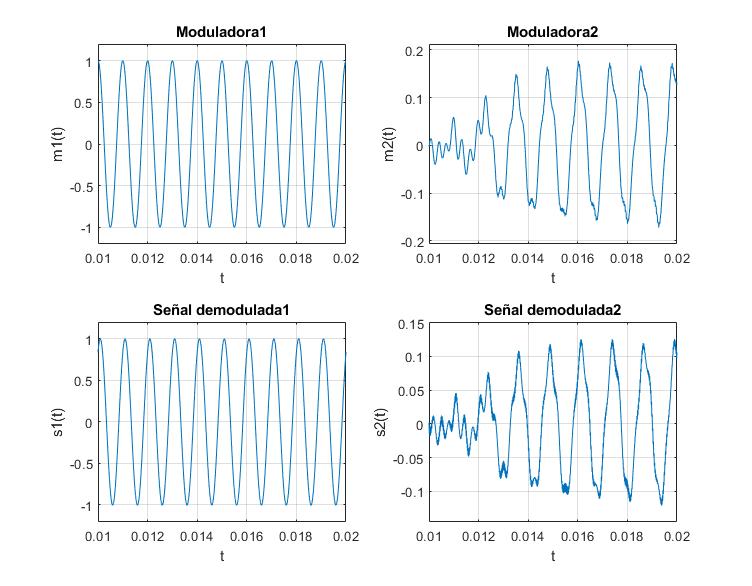 Moduladora1
1
0.5
0
-0.5
-1
m1(t)
0.01 0.012 0.014 0.016 0.018 0.02
t
Moduladora2
0.2
0.1
0
-0.1
-0.2
m2(t)
0.01 0.012 0.014 0.016 0.018 0.02
t
Señal demodulada1
1
0.5
0
-0.5
-1
s1(t)
0.01 0.012 0.014 0.016 0.018 0.02
t
Señal demodulada2
0.15
0.1
0.05
0
-0.05
-0.1
s2(t)
0.01 0.012 0.014 0.016 0.018 0.02
t